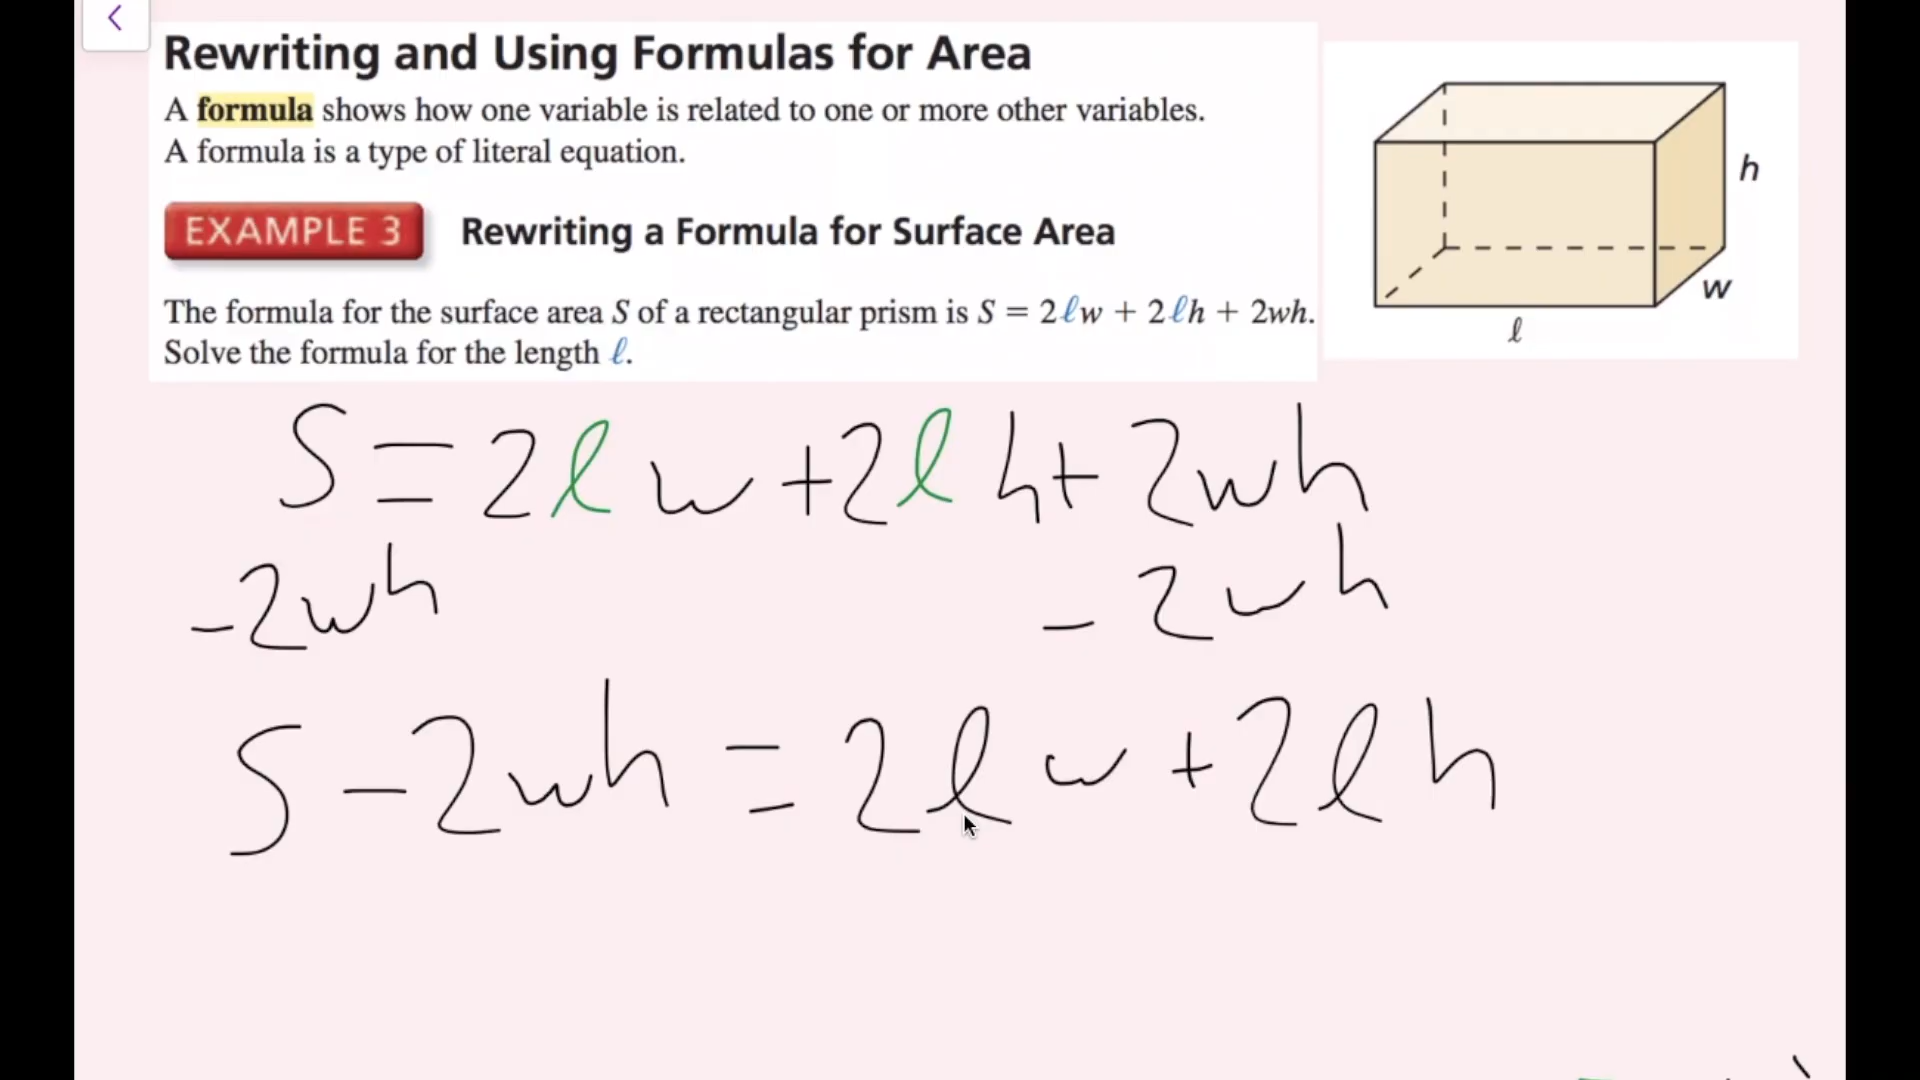 Rewriting and Using Formulas for Area
A formula shows how one variable is related to one or more other variables.
A formula is a type of literal equation.
EXAMPLE 3 Rewriting a Formula for Surface Area
The formula for the surface area S of a rectangular prism is S = 2ℓw + 2ℓh + 2wh.
Solve the formula for the length ℓ.
h
w
ℓ
S = 2ℓw + 2ℓh + 2wh
-2wh - 2wh
S - 2wh = 2ℓw + 2ℓh